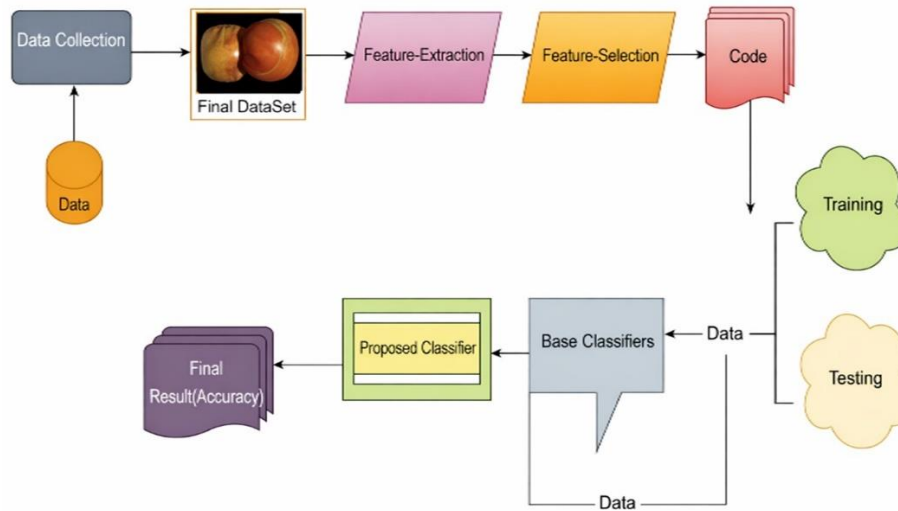 Data Collection
Final DataSet
Feature-Extraction
Feature-Selection
Code
Data
Training
Testing
Data
Base Classifiers
Proposed Classifier
Final
Result(Accuracy)
Data